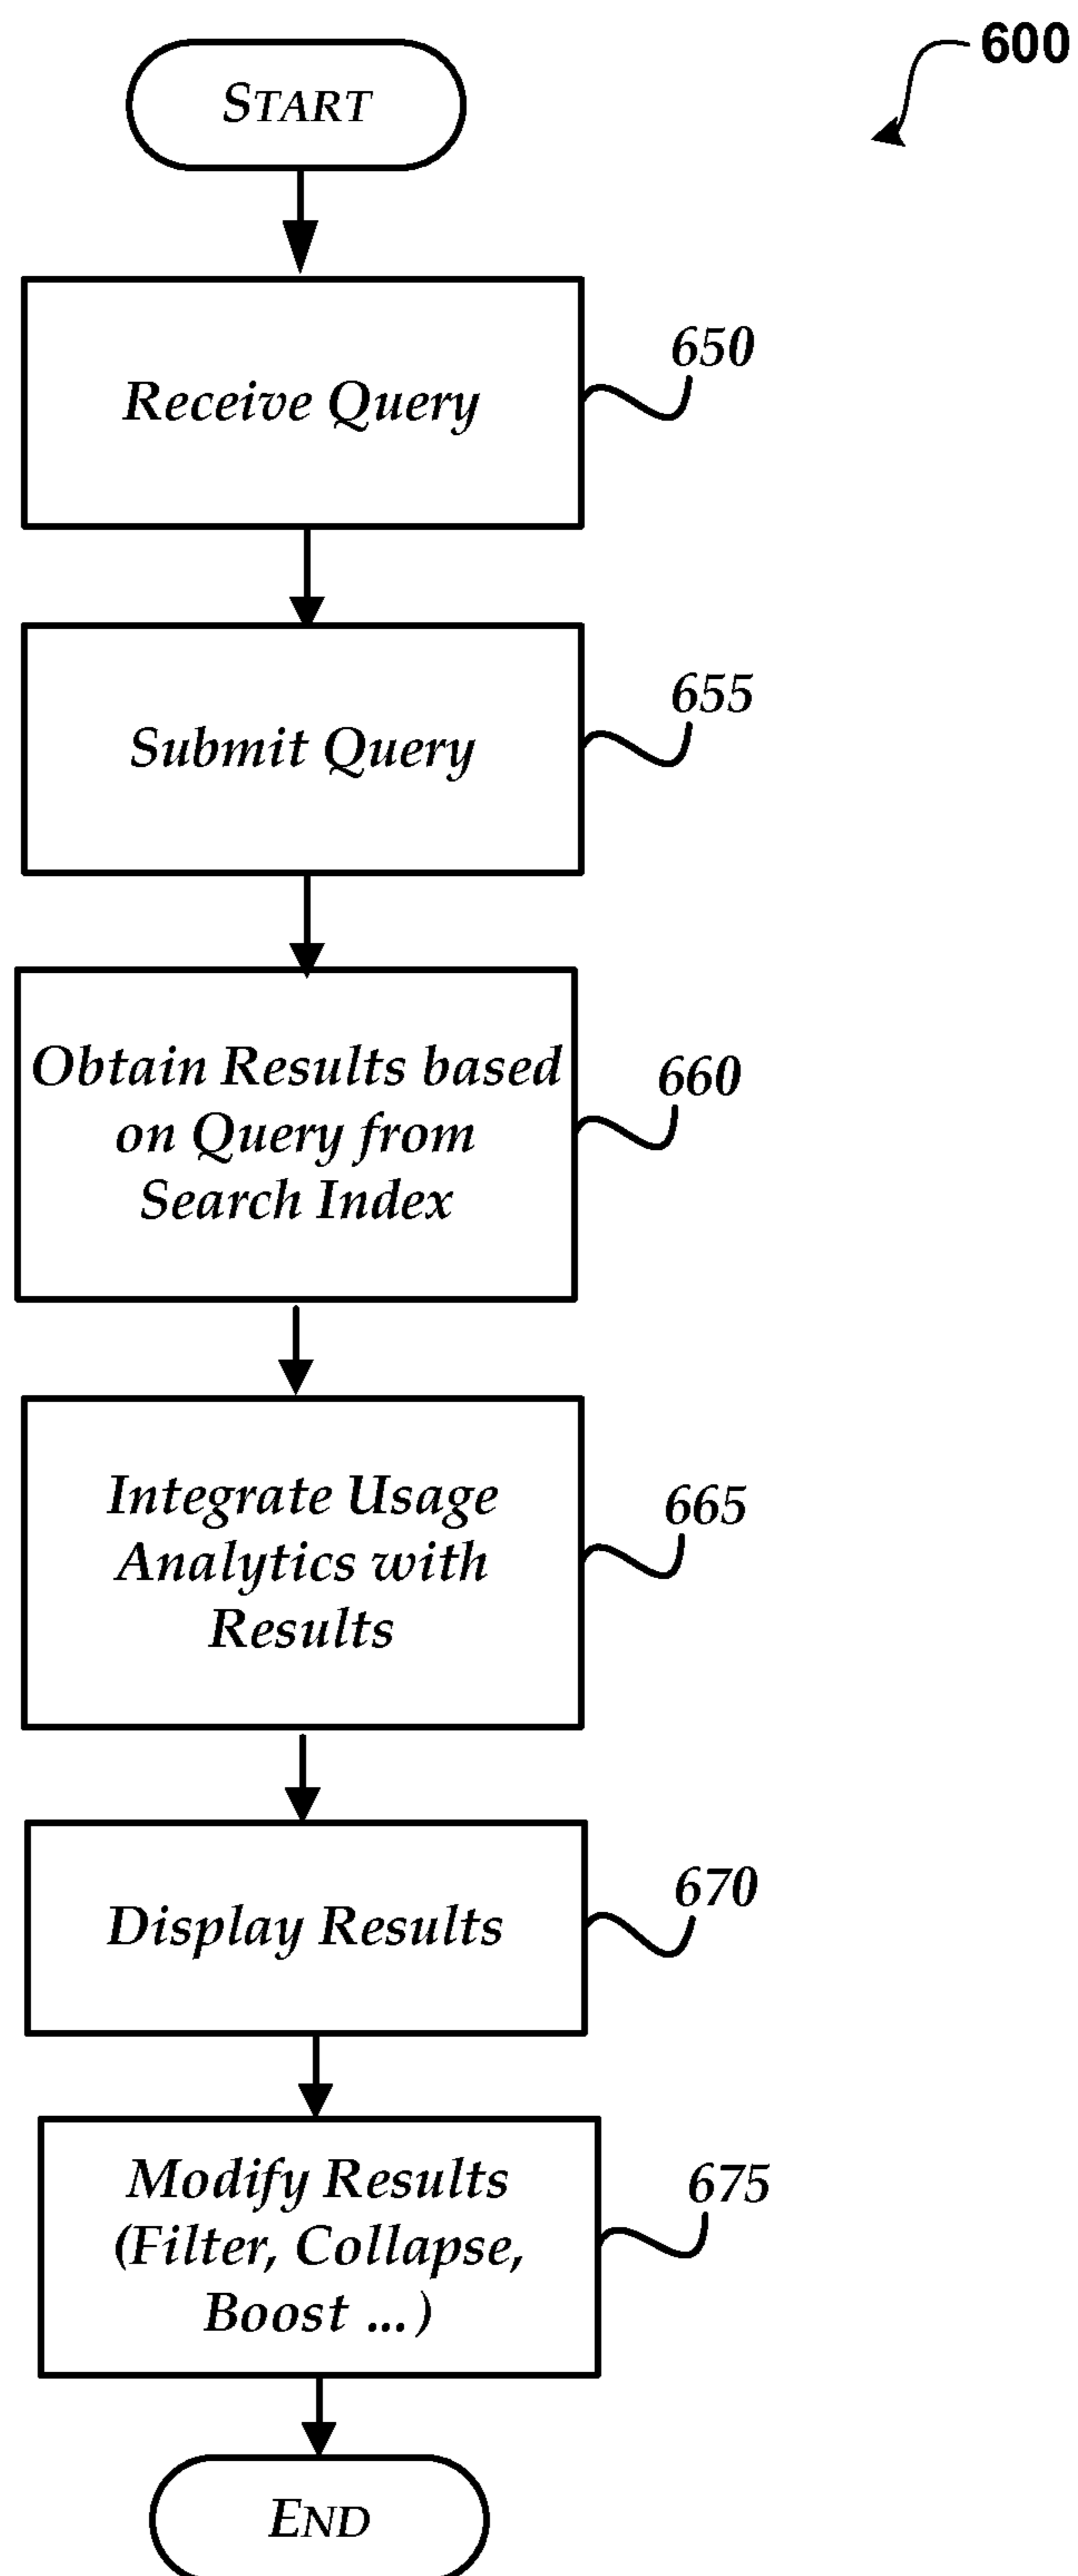 600
START
Receive Query
650
Submit Query
655
Obtain Results based
on Query from
Search Index
660
Integrate Usage
Analytics with
Results
665
Display Results
670
Modify Results
(Filter, Collapse,
Boost ...)
675
END